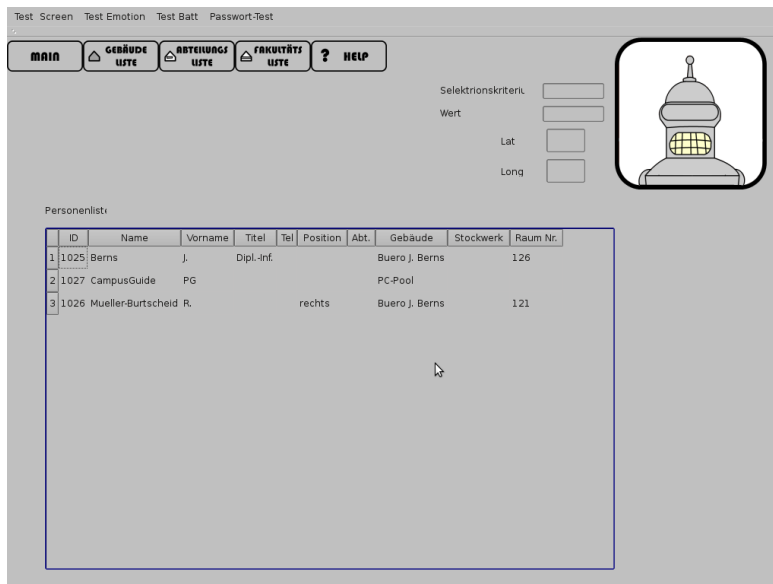 Test Screen Test Emotion Test Batt Passwort-Test
MAIN GEBÄUDE LISTE ABTEILUNGS LISTE FAKULTÄTS LISTE ? HELP
Selektionskriteriu
Wert
Lat
Long
Personenliste
ID Name Vorname Titel Tel Position Abt. Gebäude Stockwerk Raum Nr.
1 1025 Berns J. Dipl.-Inf. Buero J. Berns 126
2 1027 CampusGuide PG PC-Pool
3 1026 Mueller-Burtscheid R. rechts Buero J. Berns 121